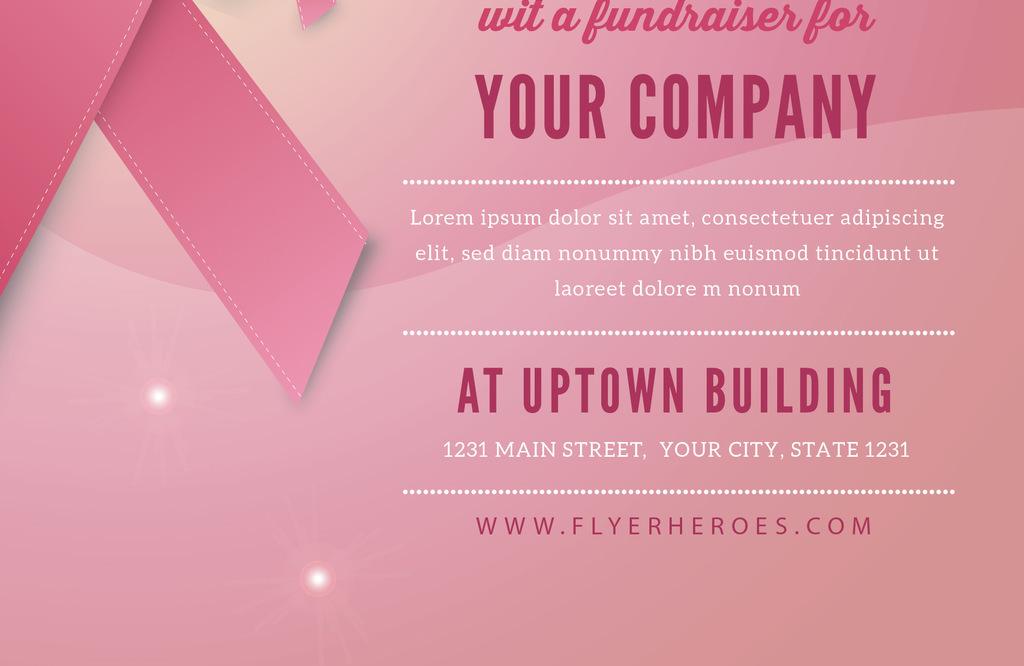 wit a fundraiser for
YOUR COMPANY
Lorem ipsum dolor sit amet, consectetuer adipiscing
elit, sed diam nonummy nibh euismod tincidunt ut
laoreet dolore m nonum
AT UPTOWN BUILDING
1231 MAIN STREET,  YOUR CITY, STATE 1231
WWW.FLYERHEROES.COM